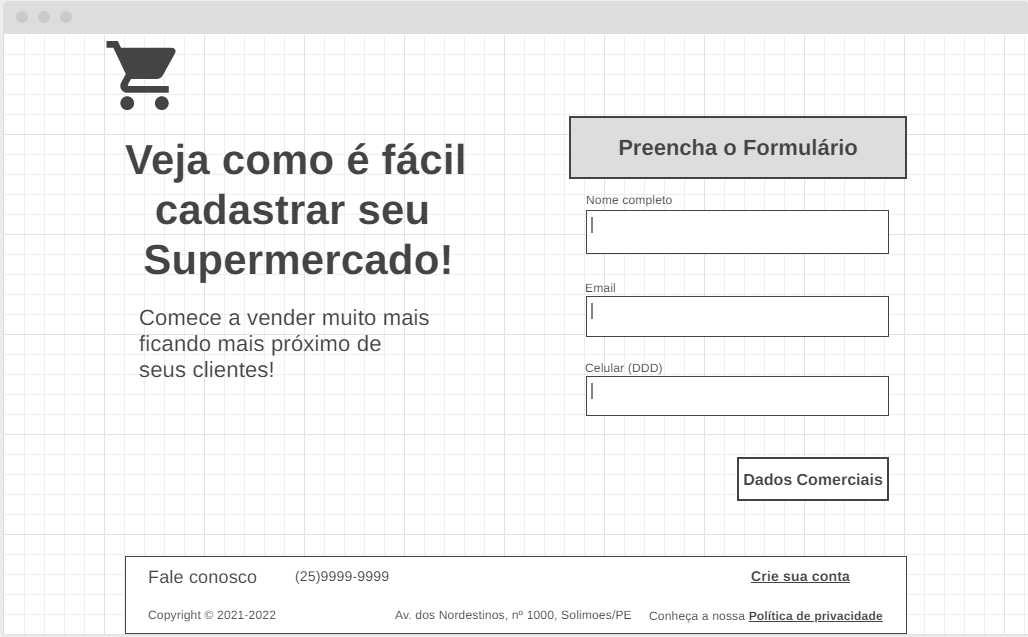 Veja como é fácil
cadastrar seu
Supermercado!
Comece a vender muito mais
ficando mais próximo de
seus clientes!
Preencha o Formulário
Nome completo
Email
Celular (DDD)
Dados Comerciais
Fale conosco (25)9999-9999 Crie sua conta
Copyright © 2021-2022 Av. dos Nordestinos, nº 1000, Solimoes/PE Conheça a nossa Política de privacidade